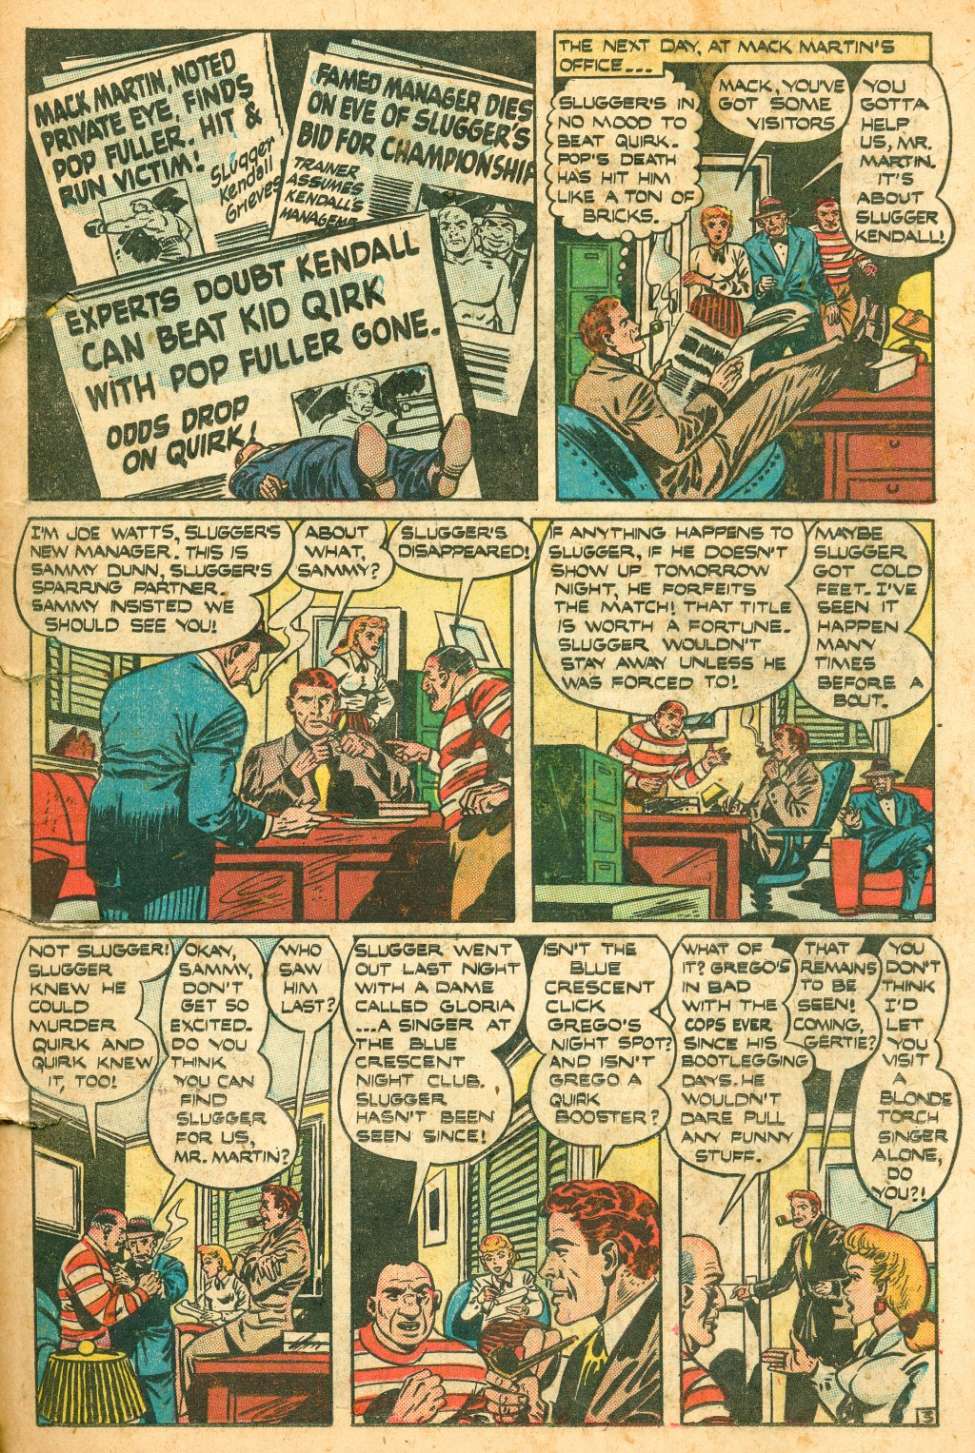 MACK MARTIN, NOTED
PRIVATE EYE, FINDS
POP FULLER. HIT &
RUN VICTIM!
Slugger
Kendall
Grieves
FAMED MANAGER DIES
ON EVE OF SLUGGER'S
BID FOR CHAMPIONSHIP
TRAINER
ASSUMES
KENDALL'S
MANAGEME
EXPERTS DOUBT KENDALL
CAN BEAT KID QIRK
WITH POP FULLER GONE.
ODDS DROP
ON QUIRK!
THE NEXT DAY, AT MACK MARTIN'S
OFFICE...
SLUGGER'S IN
NO MOOD TO
BEAT QUIRK.
POP'S DEATH
HAS HIT HIM
LIKE A TON OF
BRICKS.
MACK, YOU'VE
GOT SOME
VISITORS
YOU
GOTTA
HELP
US, MR.
MARTIN.
IT'S
ABOUT
SLUGGER
KENDALL!
I'M JOE WATTS, SLUGGER'S
NEW MANAGER. THIS IS
SAMMY DUNN, SLUGGER'S
SPARRING PARTNER.
SAMMY INSISTED WE
SHOULD SEE YOU!
ABOUT
WHAT,
SAMMY?
SLUGGER'S
DISAPPEARED!
IF ANYTHING HAPPENS TO
SLUGGER, IF HE DOESN'T
SHOW UP TOMORROW
NIGHT, HE FORFEITS
THE MATCH! THAT TITLE
IS WORTH A FORTUNE.
SLUGGER WOULDN'T
STAY AWAY UNLESS HE
WAS FORCED TO!
MAYBE
SLUGGER
GOT COLD
FEET. I'VE
SEEN IT
HAPPEN
MANY
TIMES
BEFORE A
BOUT.
NOT SLUGGER!
SLUGGER
KNEW HE
COULD
MURDER
QUIRK AND
QUIRK KNEW
IT, TOO!
OKAY,
SAMMY,
DON'T
GET SO
EXCITED.
DO YOU
THINK
YOU CAN
FIND
SLUGGER
FOR US,
MR. MARTIN?
WHO
SAW
HIM
LAST?
SLUGGER WENT
OUT LAST NIGHT
WITH A DAME
CALLED GLORIA
...A SINGER AT
THE BLUE
CRESCENT
NIGHT CLUB.
SLUGGER
HASN'T BEEN
SEEN SINCE!
ISN'T THE
BLUE
CRESCENT
CLICK
GREGO'S
NIGHT SPOT?
AND ISN'T
GREGO A
QUIRK
BOOSTER?
WHAT OF
IT? GREGO'S
IN BAD
WITH THE
COPS EVER
SINCE HIS
BOOTLEGGING
DAYS. HE
WOULDN'T
DARE PULL
ANY FUNNY
STUFF.
THAT
REMAINS
TO BE
SEEN!
COMING,
GERTIE?
YOU
DON'T
THINK
I'D
LET
YOU
VISIT
A
BLONDE
TORCH
SINGER
ALONE,
DO
YOU?!
3